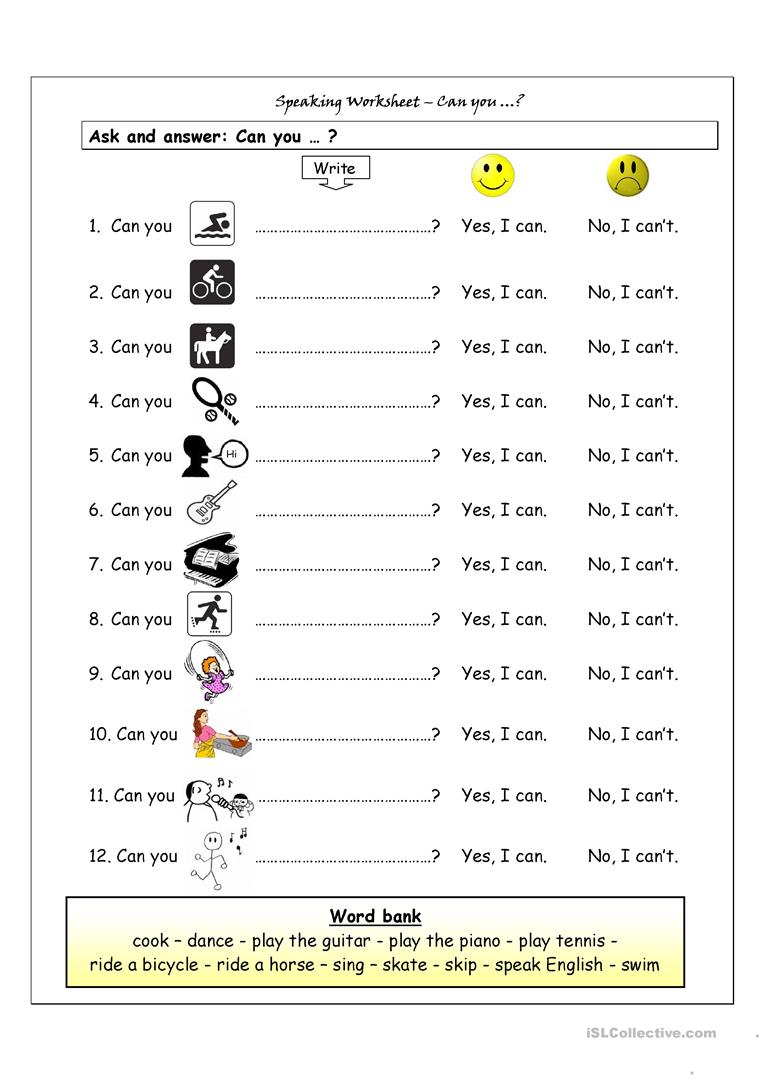 Speaking Worksheet – Can you ...?
Ask and answer: Can you ... ?
Write
1. Can you ................................................? Yes, I can. No, I can't.
2. Can you ................................................? Yes, I can. No, I can't.
3. Can you ................................................? Yes, I can. No, I can't.
4. Can you ................................................? Yes, I can. No, I can't.
5. Can you Hi ................................................? Yes, I can. No, I can't.
6. Can you ................................................? Yes, I can. No, I can't.
7. Can you ................................................? Yes, I can. No, I can't.
8. Can you ................................................? Yes, I can. No, I can't.
9. Can you ................................................? Yes, I can. No, I can't.
10. Can you ................................................? Yes, I can. No, I can't.
11. Can you ................................................? Yes, I can. No, I can't.
12. Can you ................................................? Yes, I can. No, I can't.
Word bank
cook – dance - play the guitar - play the piano - play tennis -
ride a bicycle - ride a horse – sing – skate - skip - speak English - swim
iSLCollective.com